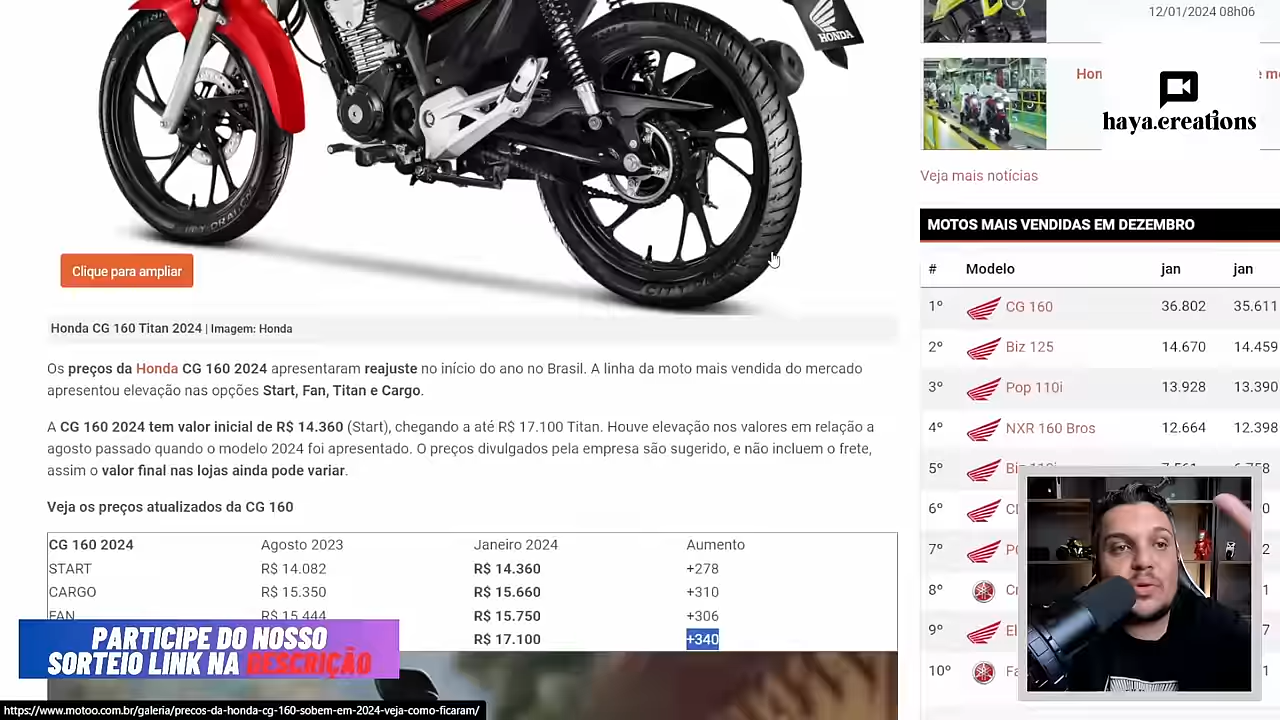 HONDA
12/01/2024 08h06
Hon
haya.creations
Veja mais notícias
MOTOS MAIS VENDIDAS EM DEZEMBRO
# Modelo jan jan
1º CG 160 36.802 35.611
2º Biz 125 14.670 14.459
3º Pop 110i 13.928 13.390
4º NXR 160 Bros 12.664 12.398
5º
6º
7º
8º
9º
10º
Clique para ampliar
Honda CG 160 Titan 2024 | Imagem: Honda
Os preços da Honda CG 160 2024 apresentaram reajuste no início do ano no Brasil. A linha da moto mais vendida do mercado
apresentou elevação nas opções Start, Fan, Titan e Cargo.
A CG 160 2024 tem valor inicial de R$ 14.360 (Start), chegando a até R$ 17.100 Titan. Houve elevação nos valores em relação a
agosto passado quando o modelo 2024 foi apresentado. O preços divulgados pela empresa são sugerido, e não incluem o frete,
assim o valor final nas lojas ainda pode variar.
Veja os preços atualizados da CG 160
CG 160 2024 Agosto 2023 Janeiro 2024 Aumento
START R$ 14.082 R$ 14.360 +278
CARGO R$ 15.350 R$ 15.660 +310
FAN R$ 15.444 R$ 15.750 +306
R$ 17.100 +340
PARTICIPE DO NOSSO
SORTEIO LINK NA DESCRIÇÃO
https://www.motoo.com.br/galeria/precos-da-honda-cg-160-sobem-em-2024-veja-como-ficaram/